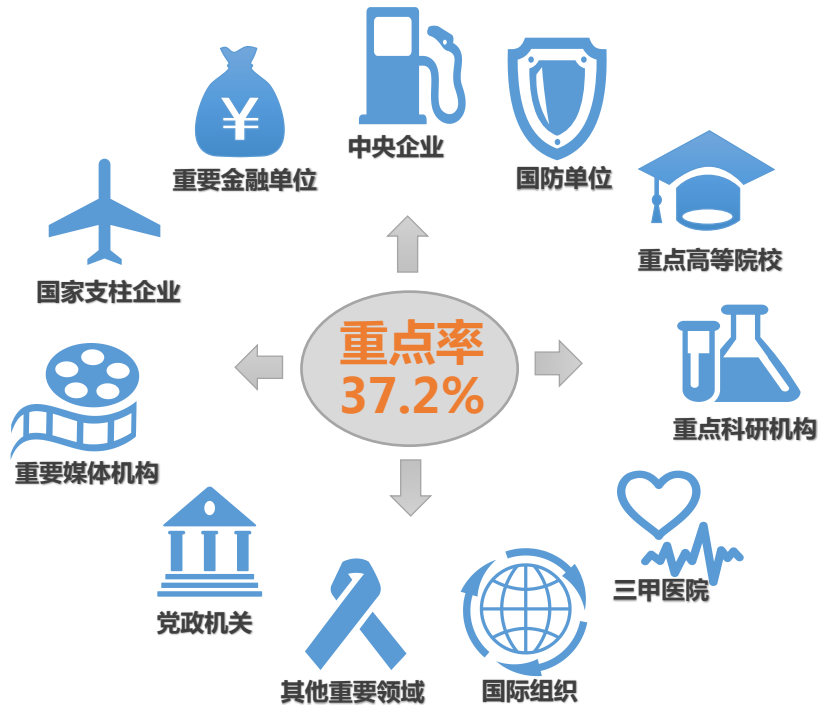 中央企业
重要金融单位
国防单位
重点高等院校
国家支柱企业
重点率
37.2%
重点科研机构
重要媒体机构
三甲医院
党政机关
其他重要领域
国际组织
¥